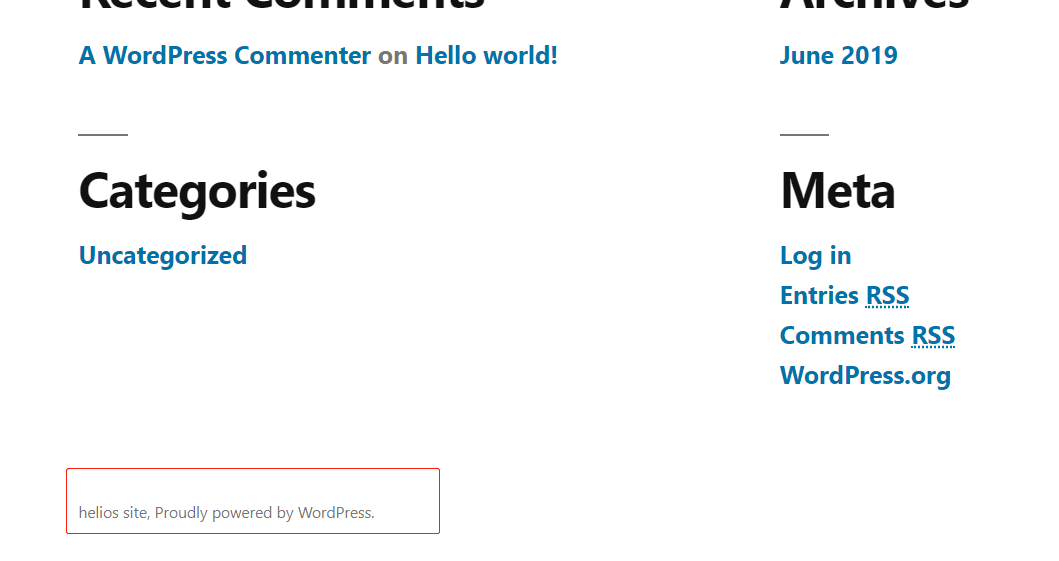 Recent Comments
A WordPress Commenter on Hello world!
Categories
Uncategorized
Archives
June 2019
Meta
Log in
Entries RSS
Comments RSS
WordPress.org
helios site, Proudly powered by WordPress.